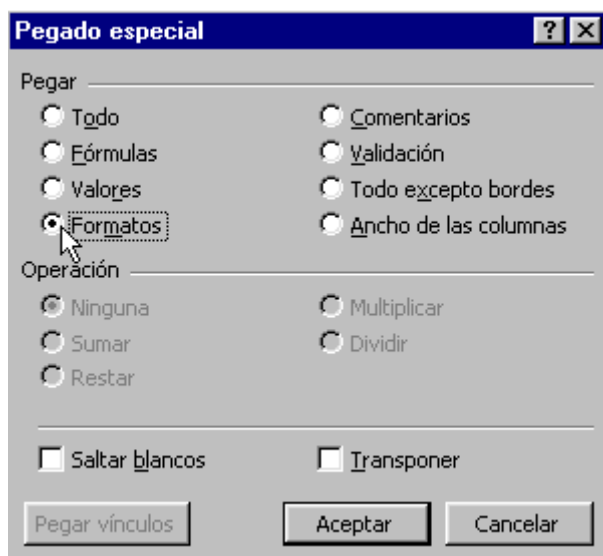 Pegado especial ?
Pegar
Todo Comentarios
Fórmulas Validación
Valores Todo excepto bordes
Formatos Ancho de las columnas
Operación
Ninguna Multiplicar
Sumar Dividir
Restar
Saltar blancos Transponer
Pegar vínculos Aceptar Cancelar